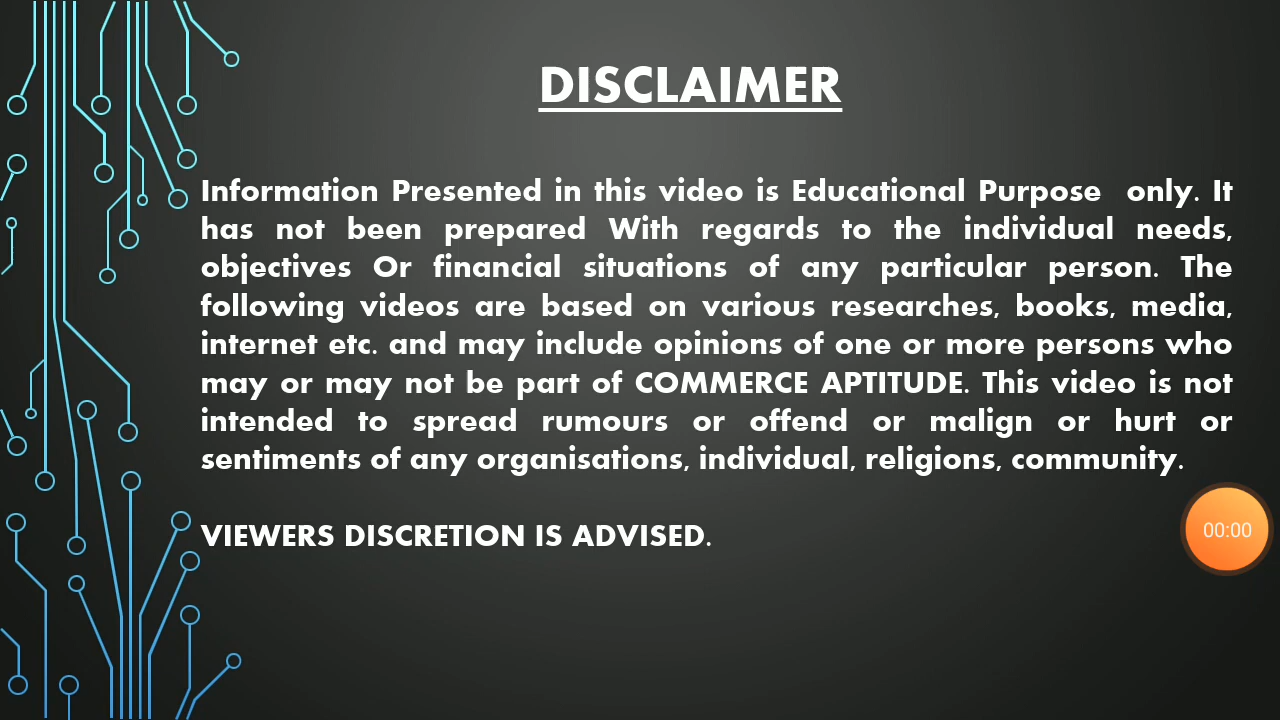 DISCLAIMER
Information Presented in this video is Educational Purpose only. It
has not been prepared With regards to the individual needs,
objectives Or financial situations of any particular person. The
following videos are based on various researches, books, media,
internet etc. and may include opinions of one or more persons who
may or may not be part of COMMERCE APTITUDE. This video is not
intended to spread rumours or offend or malign or hurt or
sentiments of any organisations, individual, religions, community.
00:00
VIEWERS DISCRETION IS ADVISED.